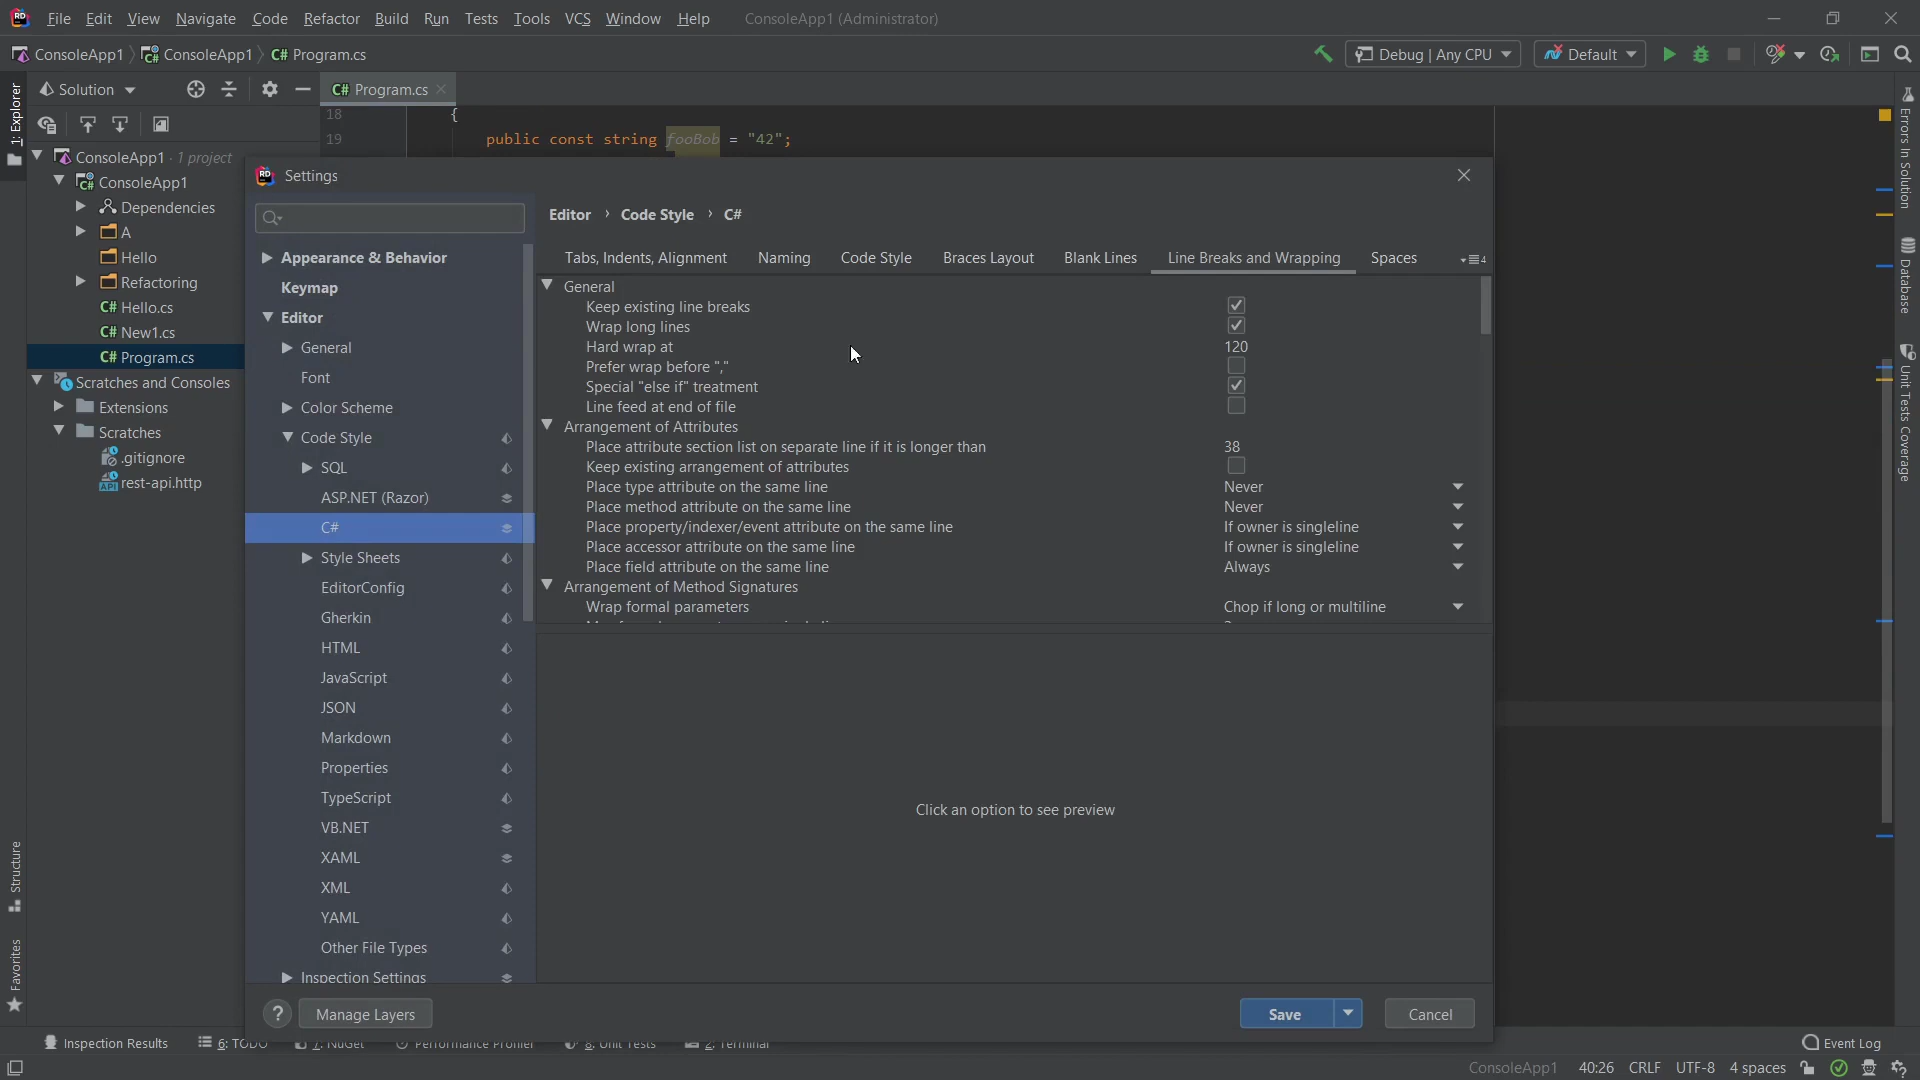 File Edit View Navigate Code Refactor Build Run Tests Tools VCS Window Help ConsoleApp1 (Administrator)
ConsoleApp1 ConsoleApp1 C# Program.cs Debug | Any CPU Default
Solution C# Program.cs
1: Explorer
18 {
19 public const string fooBob = "42";
ConsoleApp1 · 1 project
ConsoleApp1
Dependencies
A
Hello
Refactoring
C# Hello.cs
C# New1.cs
C# Program.cs
Scratches and Consoles
Extensions
Scratches
.gitignore
rest-api.http
Structure
Favorites
Settings
Appearance & Behavior
Keymap
Editor
General
Font
Color Scheme
Code Style
SQL
ASP.NET (Razor)
C#
Style Sheets
EditorConfig
Gherkin
HTML
JavaScript
JSON
Markdown
Properties
TypeScript
VB.NET
XAML
XML
YAML
Other File Types
Inspection Settings
Editor › Code Style › C#
Tabs, Indents, Alignment Naming Code Style Braces Layout Blank Lines Line Breaks and Wrapping Spaces 4
General
Keep existing line breaks
Wrap long lines
Hard wrap at 120
Prefer wrap before ","
Special "else if" treatment
Line feed at end of file
Arrangement of Attributes
Place attribute section list on separate line if it is longer than 38
Keep existing arrangement of attributes
Place type attribute on the same line Never
Place method attribute on the same line Never
Place property/indexer/event attribute on the same line If owner is singleline
Place accessor attribute on the same line If owner is singleline
Place field attribute on the same line Always
Arrangement of Method Signatures
Wrap formal parameters Chop if long or multiline
Click an option to see preview
? Manage Layers Save Cancel
Errors In Solution
Database
Unit Tests Coverage
Inspection Results 6: TODO 7: NuGet Performance Profiler 8: Unit Tests 2: Terminal Event Log
ConsoleApp1 40:26 CRLF UTF-8 4 spaces